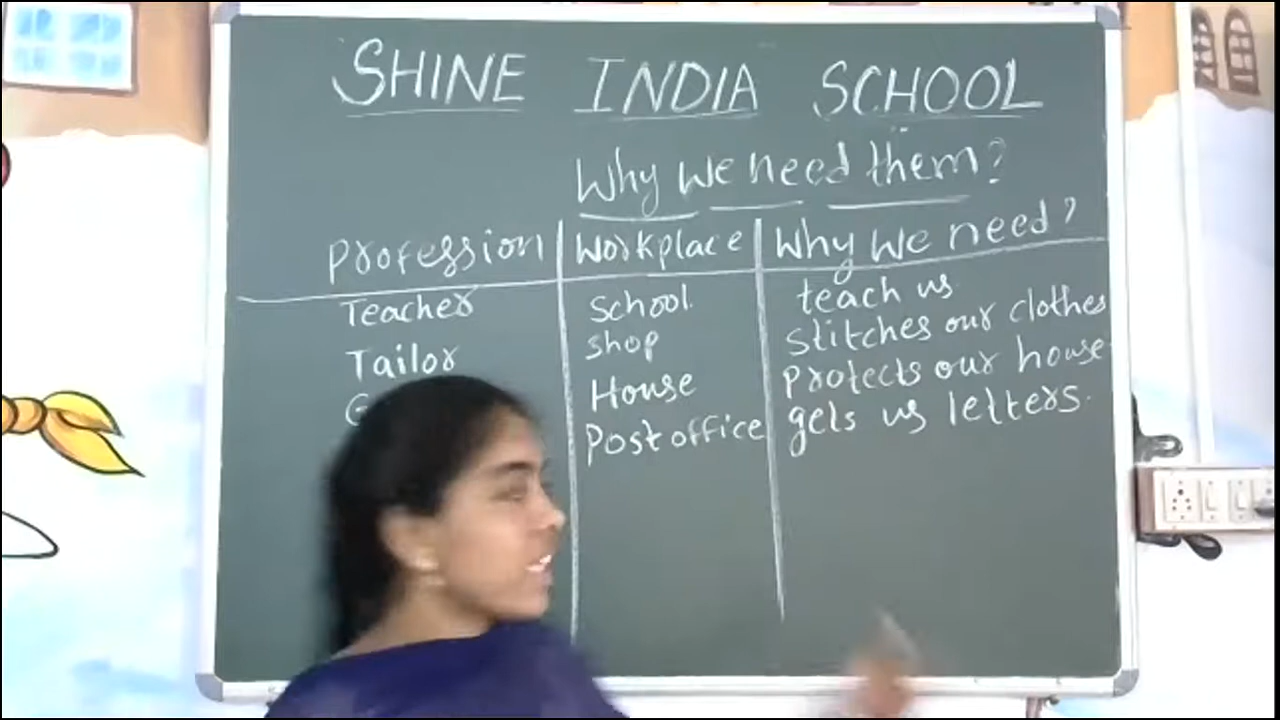 SHINE INDIA SCHOOL
Why we need them?
Profession Workplace Why we need?
Teacher School teach us
Tailor Shop stitches our clothes
House Protects our house.
Post office gets us letters.